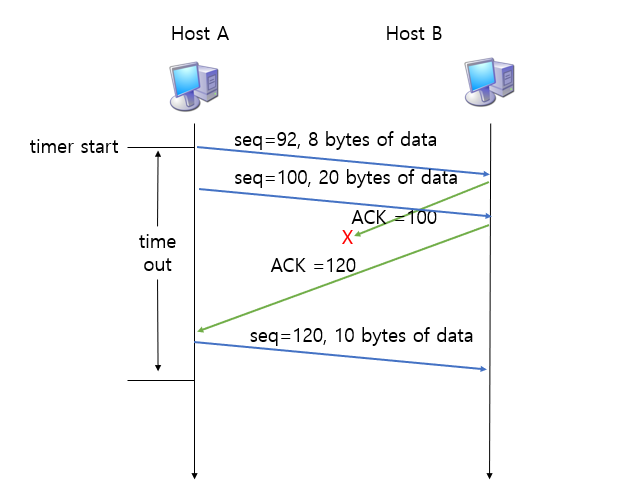 Host A
Host B
timer start
seq=92, 8 bytes of data
seq=100, 20 bytes of data
ACK =100
X
time
out
ACK =120
seq=120, 10 bytes of data